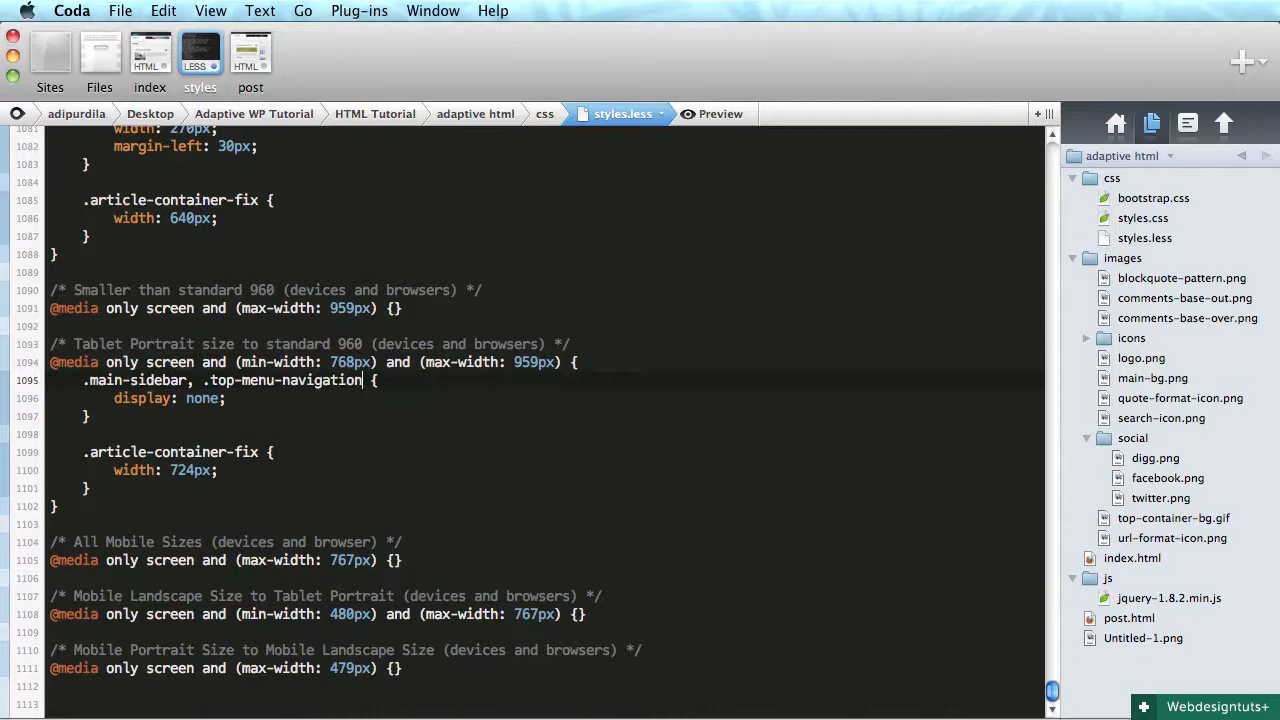 Coda File Edit View Text Go Plug-ins Window Help
HTML LESS HTML
Sites Files index styles post
adipurdila Desktop Adaptive WP Tutorial HTML Tutorial adaptive html css styles.less Preview
1081 width: 270px;
1082 margin-left: 30px;
1083 }
1084
1085 .article-container-fix {
1086 width: 640px;
1087 }
1088 }
1089
1090 /* Smaller than standard 960 (devices and browsers) */
1091 @media only screen and (max-width: 959px) {}
1092
1093 /* Tablet Portrait size to standard 960 (devices and browsers) */
1094 @media only screen and (min-width: 768px) and (max-width: 959px) {
1095 .main-sidebar, .top-menu-navigation {
1096 display: none;
1097 }
1098
1099 .article-container-fix {
1100 width: 724px;
1101 }
1102 }
1103
1104 /* All Mobile Sizes (devices and browser) */
1105 @media only screen and (max-width: 767px) {}
1106
1107 /* Mobile Landscape Size to Tablet Portrait (devices and browsers) */
1108 @media only screen and (min-width: 480px) and (max-width: 767px) {}
1109
1110 /* Mobile Portrait Size to Mobile Landscape Size (devices and browsers) */
1111 @media only screen and (max-width: 479px) {}
1112
1113
adaptive html
css
bootstrap.css
styles.css
styles.less
images
blockquote-pattern.png
comments-base-out.png
comments-base-over.png
icons
logo.png
main-bg.png
quote-format-icon.png
search-icon.png
social
digg.png
facebook.png
twitter.png
top-container-bg.gif
url-format-icon.png
index.html
js
jquery-1.8.2.min.js
post.html
Untitled-1.png
Webdesigntuts+